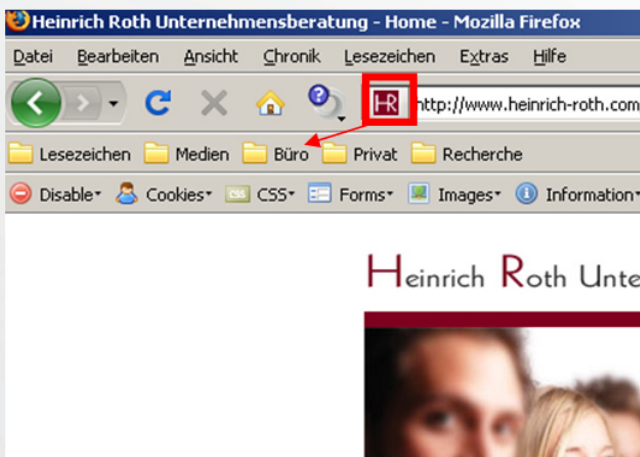 Heinrich Roth Unternehmensberatung - Home - Mozilla Firefox
Datei Bearbeiten Ansicht Chronik Lesezeichen Extras Hilfe
? HR http://www.heinrich-roth.com
Lesezeichen Medien Büro Privat Recherche
Disable Cookies CSS CSS Forms Images i Information
Heinrich Roth Unte